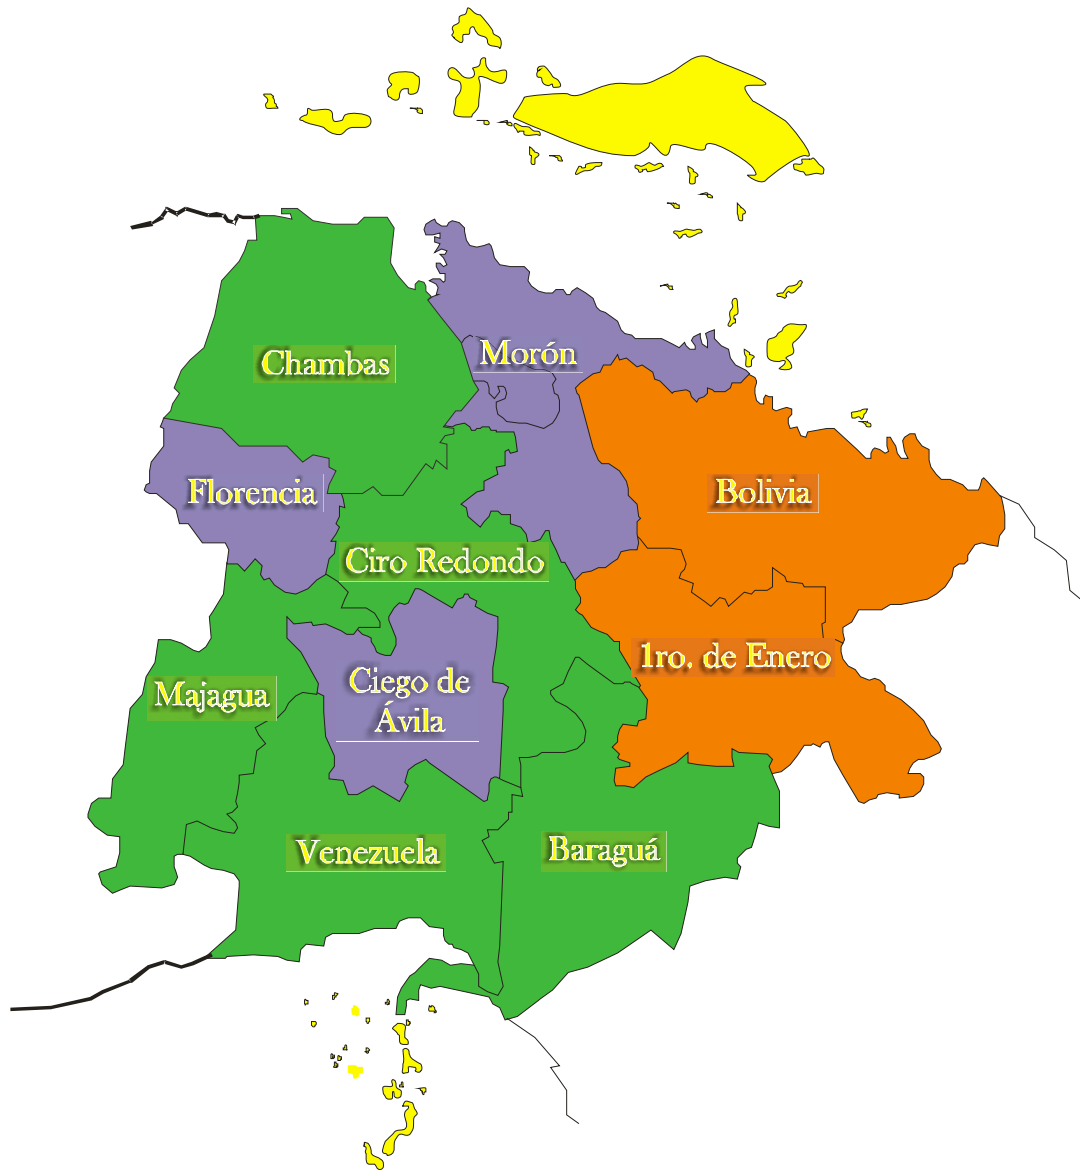 Morón
Chambas
Florencia
Bolivia
Ciro Redondo
1ro. de Enero
Ciego de
Ávila
Majagua
Venezuela
Baraguá